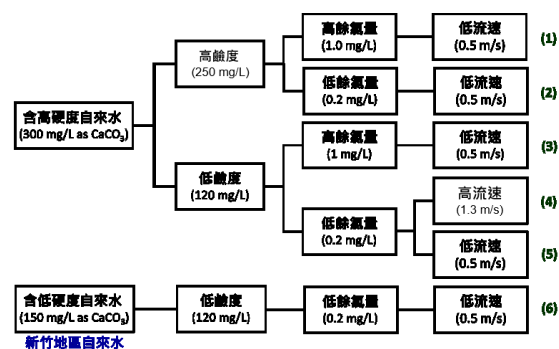 高餘氯量
(1.0 mg/L)
低流速
(0.5 m/s)
(1)
高鹼度
(250 mg/L)
低餘氯量
(0.2 mg/L)
低流速
(0.5 m/s)
(2)
含高硬度自來水
(300 mg/L as CaCO3)
高餘氯量
(1 mg/L)
低流速
(0.5 m/s)
(3)
低鹼度
(120 mg/L)
高流速
(1.3 m/s)
(4)
低餘氯量
(0.2 mg/L)
低流速
(0.5 m/s)
(5)
含低硬度自來水
(150 mg/L as CaCO3)
低鹼度
(120 mg/L)
低餘氯量
(0.2 mg/L)
低流速
(0.5 m/s)
(6)
新竹地區自來水